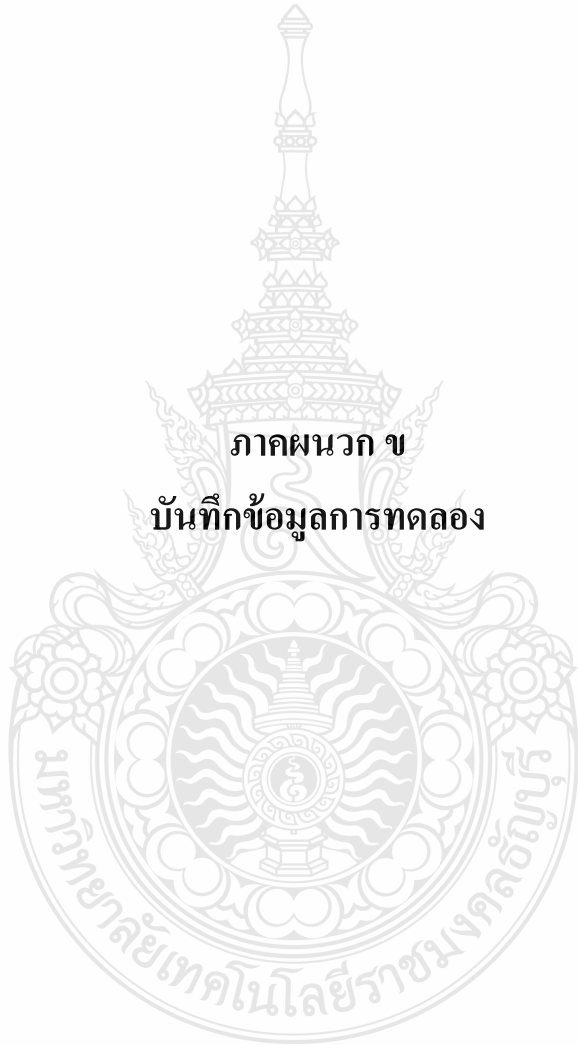 ภาคผนวก ข
บันทึกข้อมูลการทดลอง
มหาวิทยาลัยเทคโนโลยีราชมงคลธัญบุรี